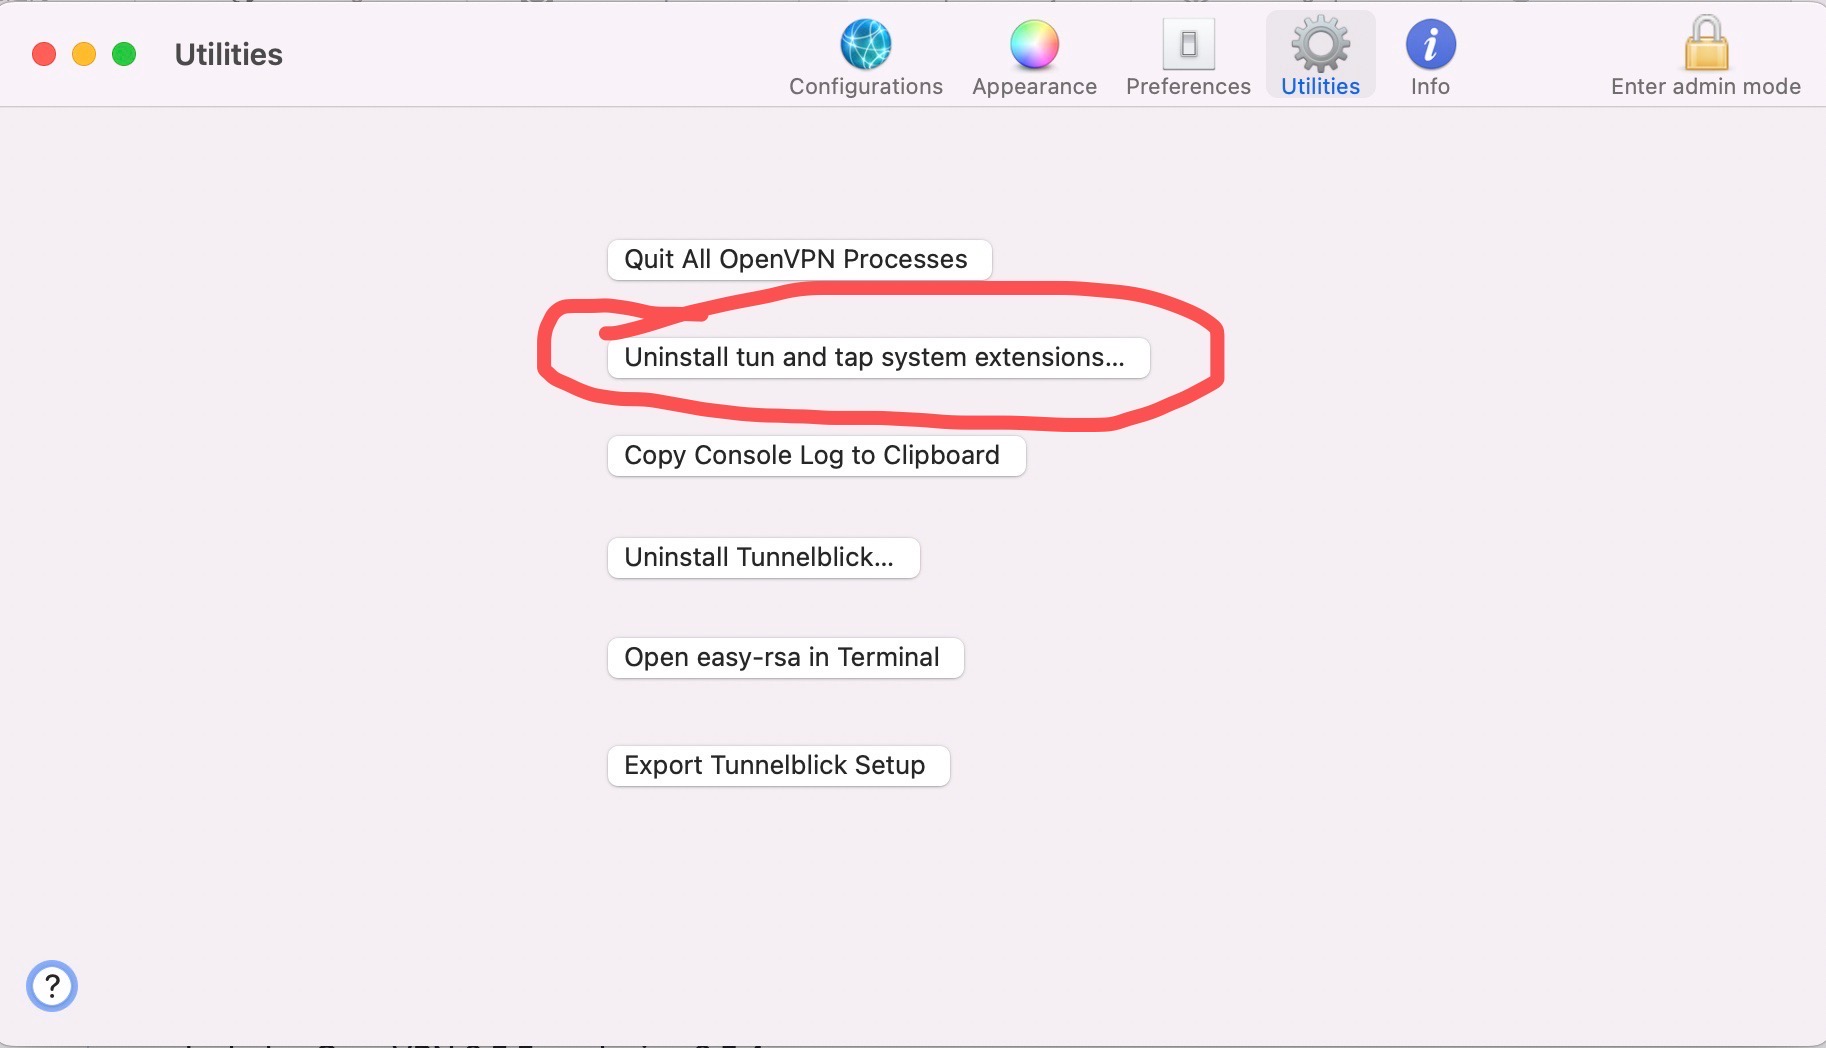 Utilities
Configurations
Appearance
Preferences
Utilities
Info
Enter admin mode
Quit All OpenVPN Processes
Uninstall tun and tap system extensions...
Copy Console Log to Clipboard
Uninstall Tunnelblick...
Open easy-rsa in Terminal
Export Tunnelblick Setup
?